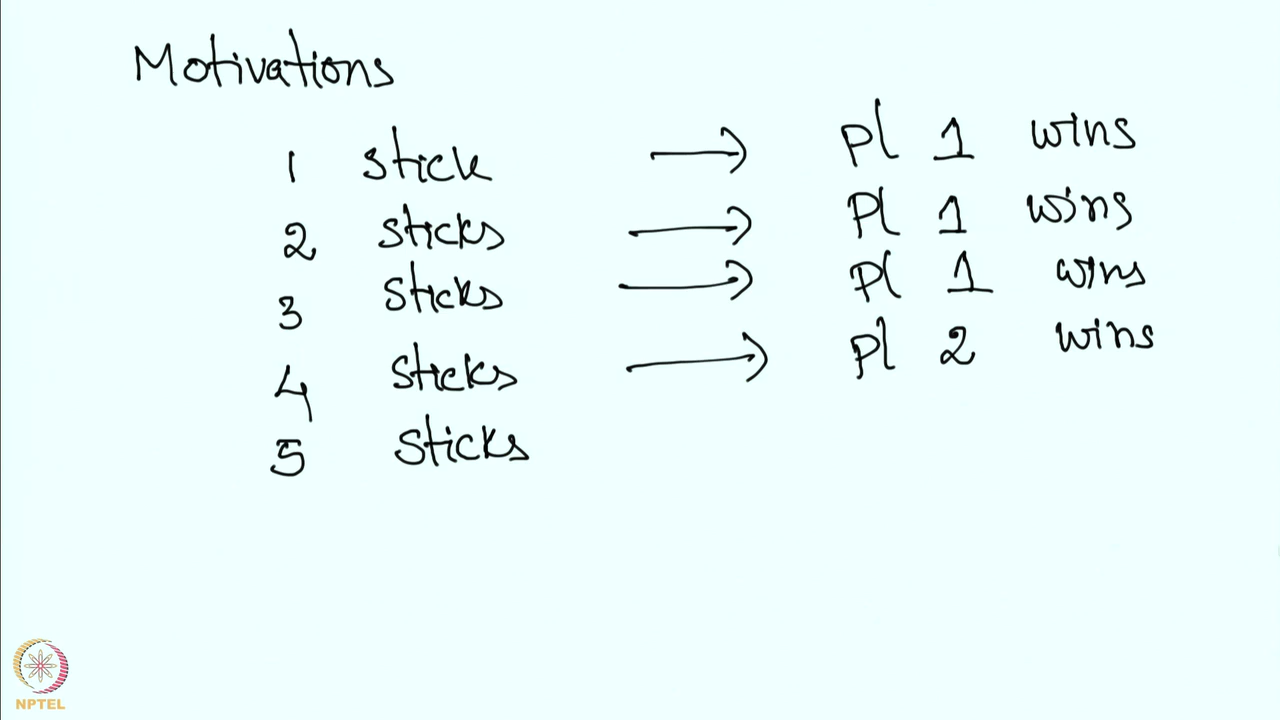 Motivations
1 stick → pl 1 wins
2 sticks → Pl 1 wins
3 sticks → pl 1 wins
4 sticks → pl 2 wins
5 sticks
NPTEL